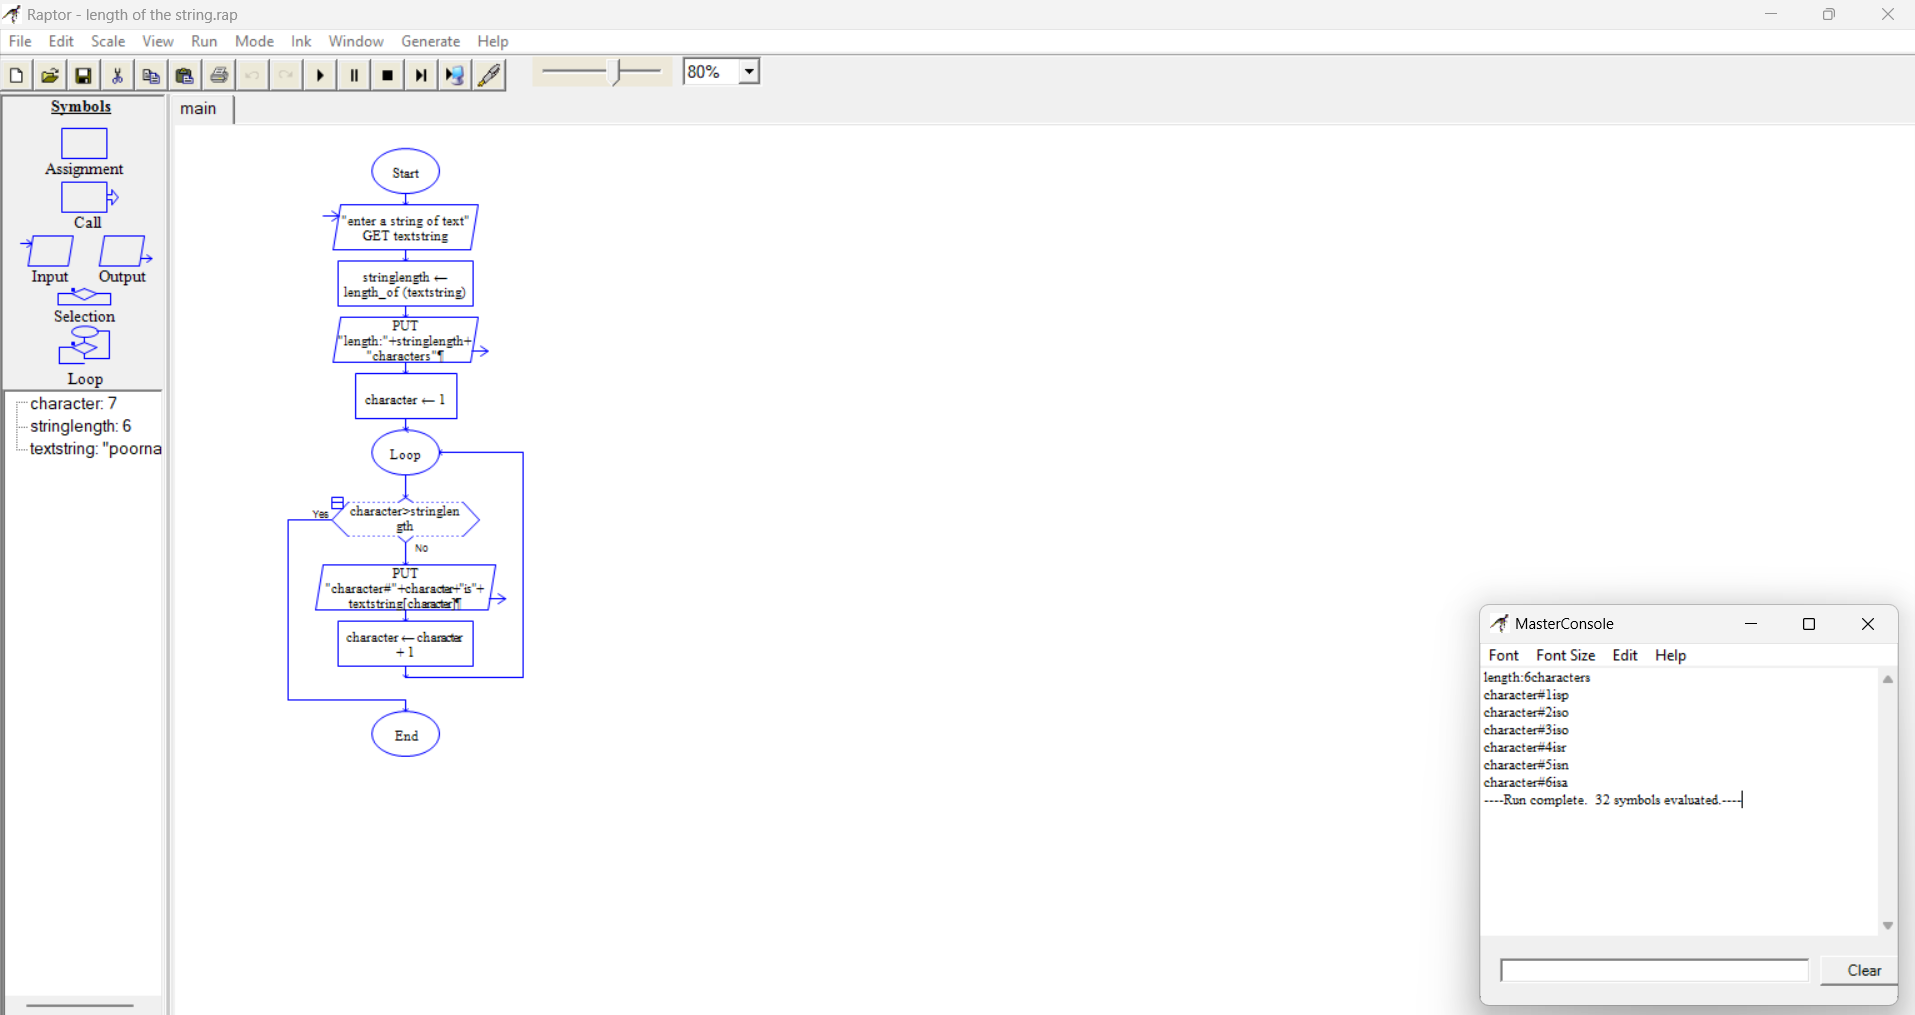 Raptor - length of the string.rap
File Edit Scale View Run Mode Ink Window Generate Help
80%
Symbols
Assignment
Call
Input Output
Selection
Loop
character: 7
stringlength: 6
textstring: "poorna
main
Start
"enter a string of text"
GET textstring
stringlength ←
length_of (textstring)
PUT
"length:"+stringlength+
"characters"¶
character ← 1
Loop
Yes
character>stringlen
gth
No
PUT
"character#"+character+"is"+
textstring[character]¶
character ← character
+ 1
End
MasterConsole
Font Font Size Edit Help
length:6characters
character#1isp
character#2iso
character#3iso
character#4isr
character#5isn
character#6isa
----Run complete.  32 symbols evaluated.----
Clear